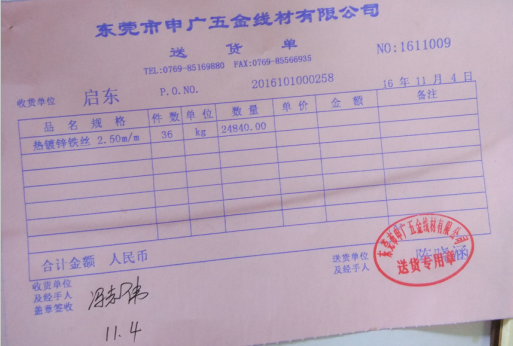 东莞市申广五金线材有限公司
送货单
TEL:0769-85169880 FAX:0769-85566935
NO:1611009
收货单位 启东 P.O.NO. 2016101000258 16 年 11 月 4 日
品名规格 件数 单位 数量 单价 金额 备注
热镀锌铁丝 2.50m/m 36 kg 24840.00
合计金额 人民币
送货单位
及经手人
东莞市申广五金线材有限公司
送货专用章
收货单位
及经手人
盖章签收
11.4